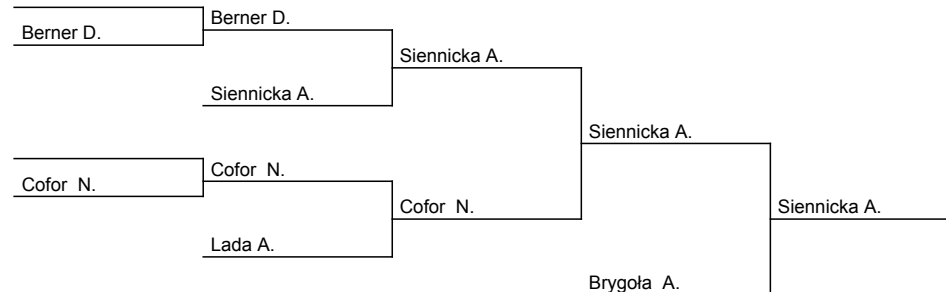 Berner D.
Berner D.
Siennicka A.
Siennicka A.
Siennicka A.
Cofor N.
Cofor N.
Cofor N.
Siennicka A.
Lada A.
Brygoła A.